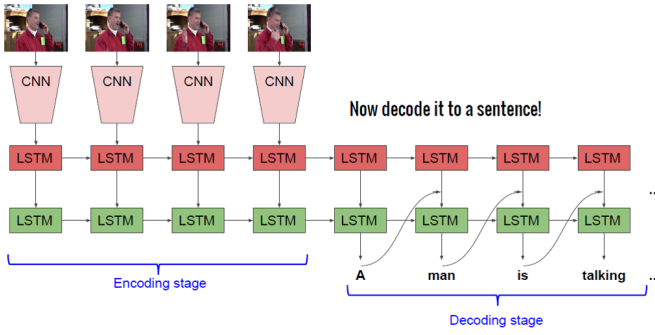 CNN CNN CNN CNN
Now decode it to a sentence!
LSTM LSTM LSTM LSTM LSTM LSTM LSTM LSTM
..
LSTM LSTM LSTM LSTM LSTM LSTM LSTM LSTM
A man is talking ..
Encoding stage
Decoding stage